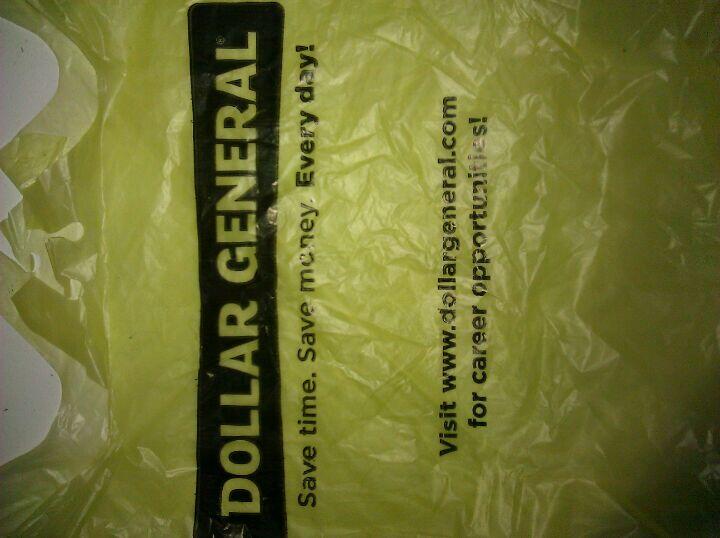 DOLLAR GENERAL®
Save time. Save money. Every day!
Visit www.dollargeneral.com
for career opportunities!